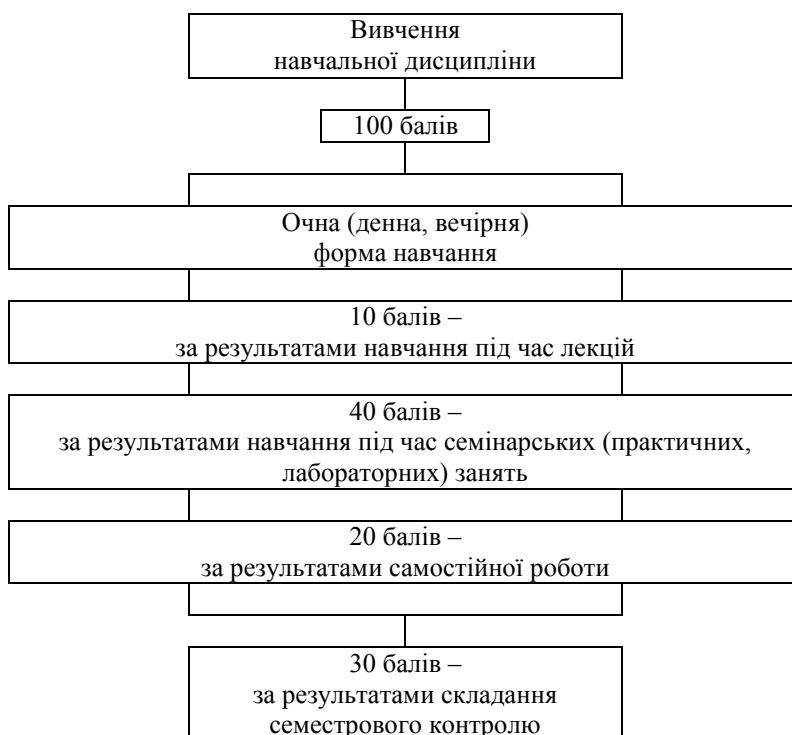 Вивчення
навчальної дисципліни
100 балів
Очна (денна, вечірня)
форма навчання
10 балів –
за результатами навчання під час лекцій
40 балів –
за результатами навчання під час семінарських (практичних,
лабораторних) занять
20 балів –
за результатами самостійної роботи
30 балів –
за результатами складання
семестрового контролю